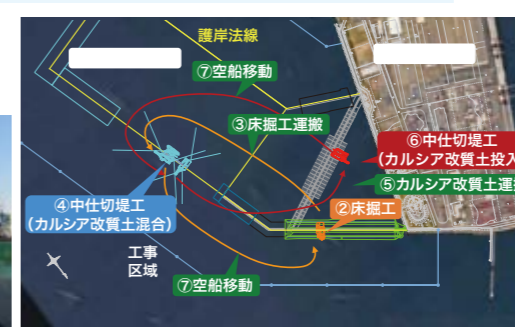 護岸法線
⑦空船移動
③床掘工運搬
⑥中仕切堤工
(カルシア改質土投入
⑤カルシア改質土運
④中仕切堤工
(カルシア改質土混合)
②床掘工
工事
区域
⑦空船移動